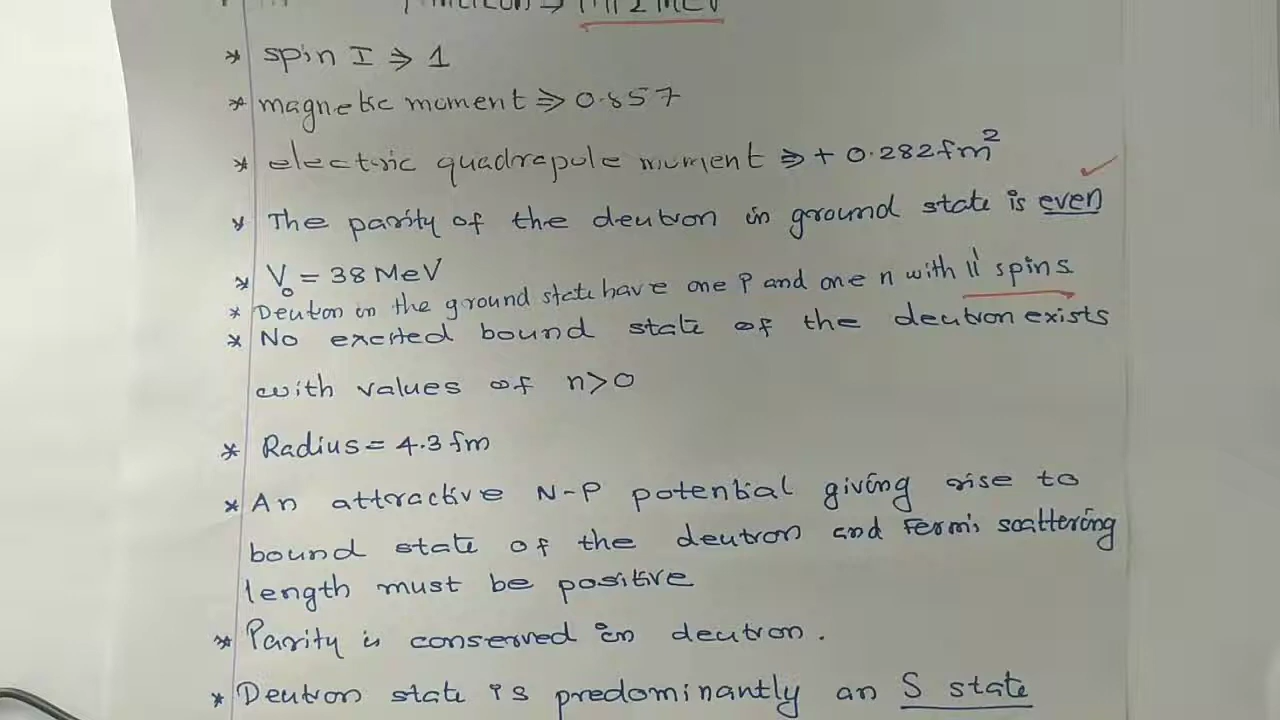 MeV
* spin I ⇒ 1
* magnetic moment ⇒ 0.857
* electric quadrapole moment ⇒ + 0.282 fm²
* The parity of the deutron in ground state is even
* V₀ = 38 MeV
* Deutron in the ground state have one P and one n with || spins
* No excited bound state of the deutron exists
with values of n>0
* Radius = 4.3 fm
* An attractive N-P potential giving rise to
bound state of the deutron and Fermi scattering
length must be positive
* Parity is conserved in deutron.
* Deutron state is predominantly an S state